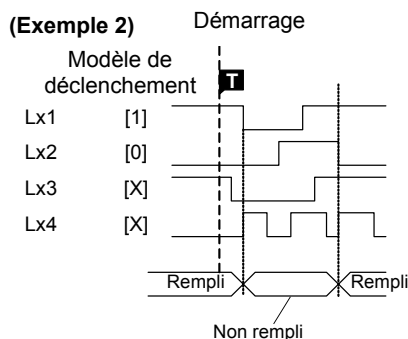 (Exemple 2) Démarrage
Modèle de
déclenchement
T
Lx1 [1]
Lx2 [0]
Lx3 [X]
Lx4 [X]
Rempli Rempli
Non rempli